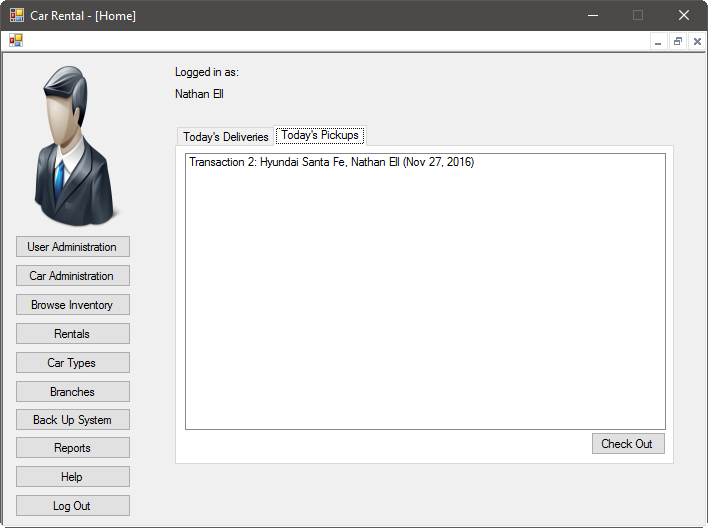 Car Rental - [Home]
Logged in as:
Nathan Ell
Today's Deliveries
Today's Pickups
Transaction 2: Hyundai Santa Fe, Nathan Ell (Nov 27, 2016)
User Administration
Car Administration
Browse Inventory
Rentals
Car Types
Branches
Back Up System
Reports
Help
Log Out
Check Out